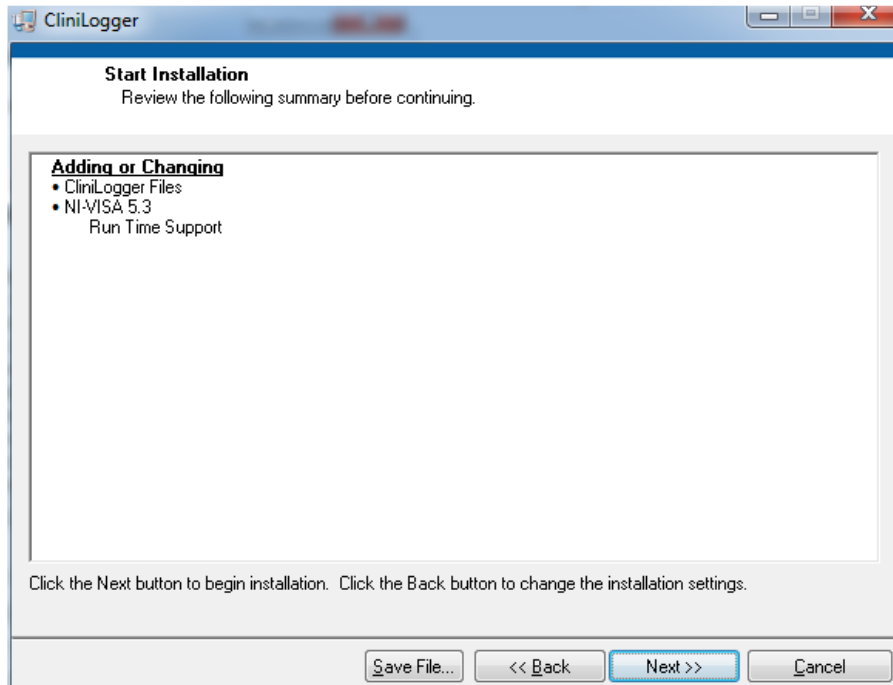 CliniLogger
Start Installation
Review the following summary before continuing.
Adding or Changing
• CliniLogger Files
• NI-VISA 5.3
Run Time Support
Click the Next button to begin installation. Click the Back button to change the installation settings.
Save File...
<< Back
Next >>
Cancel